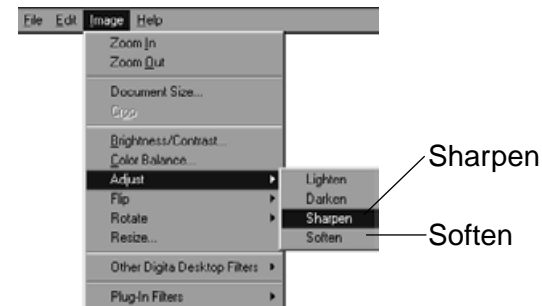 File Edit Image Help
Zoom In
Zoom Out
Document Size...
Crop
Brightness/Contrast...
Color Balance...
Adjust
Flip
Rotate
Resize...
Other Digita Desktop Filters
Plug-In Filters
Lighten
Darken
Sharpen
Soften
Sharpen
Soften